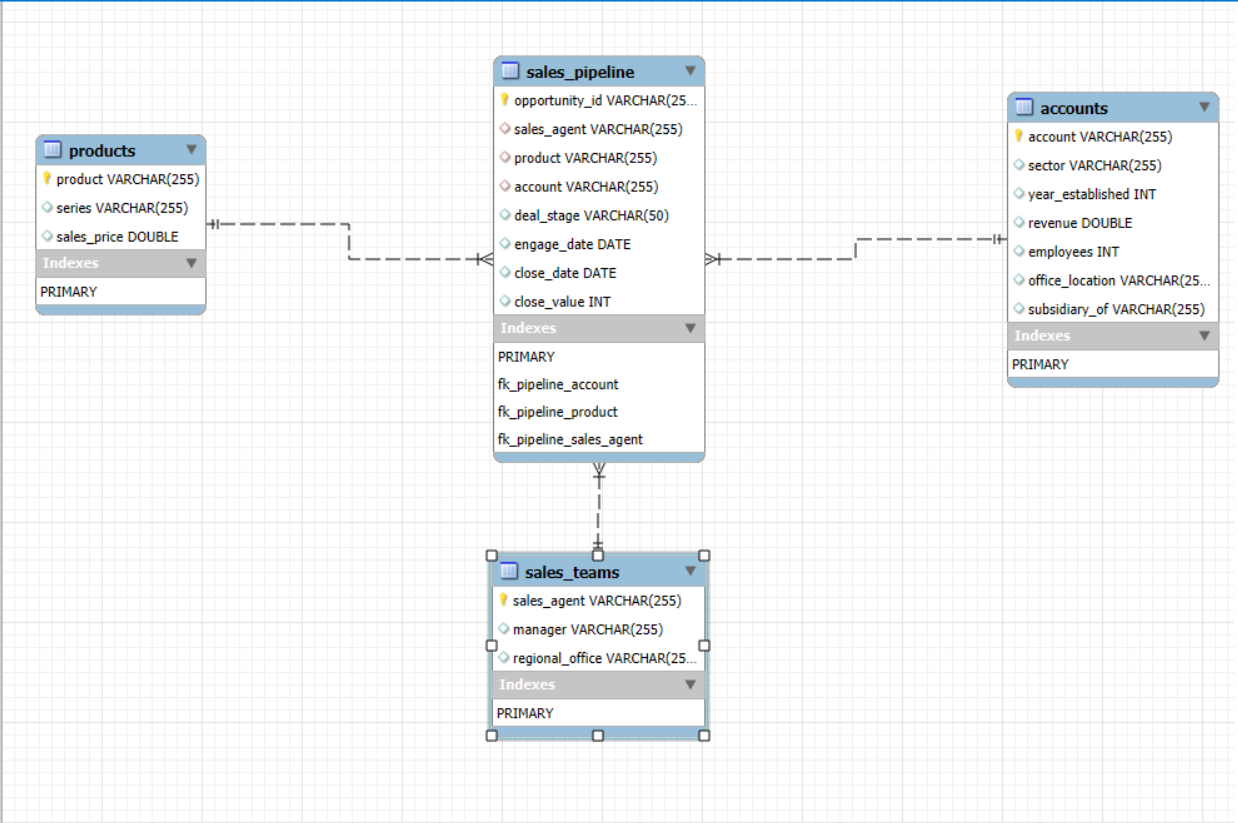 products
product VARCHAR(255)
series VARCHAR(255)
sales_price DOUBLE
Indexes
PRIMARY
sales_pipeline
opportunity_id VARCHAR(25...
sales_agent VARCHAR(255)
product VARCHAR(255)
account VARCHAR(255)
deal_stage VARCHAR(50)
engage_date DATE
close_date DATE
close_value INT
Indexes
PRIMARY
fk_pipeline_account
fk_pipeline_product
fk_pipeline_sales_agent
accounts
account VARCHAR(255)
sector VARCHAR(255)
year_established INT
revenue DOUBLE
employees INT
office_location VARCHAR(25...
subsidiary_of VARCHAR(255)
Indexes
PRIMARY
sales_teams
sales_agent VARCHAR(255)
manager VARCHAR(255)
regional_office VARCHAR(25...
Indexes
PRIMARY